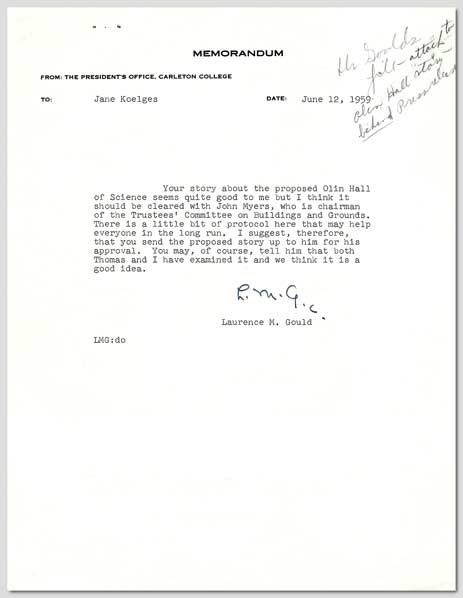 MEMORANDUM
FROM: THE PRESIDENT'S OFFICE, CARLETON COLLEGE
TO: Jane Koelges DATE: June 12, 1959
to
attach
Olin Hall story
behind Press release
Your story about the proposed Olin Hall
of Science seems quite good to me but I think it
should be cleared with John Myers, who is chairman
of the Trustees' Committee on Buildings and Grounds.
There is a little bit of protocol here that may help
everyone in the long run. I suggest, therefore,
that you send the proposed story up to him for his
approval. You may, of course, tell him that both
Thomas and I have examined it and we think it is a
good idea.
L.M.G.
Laurence M. Gould
LMG:do